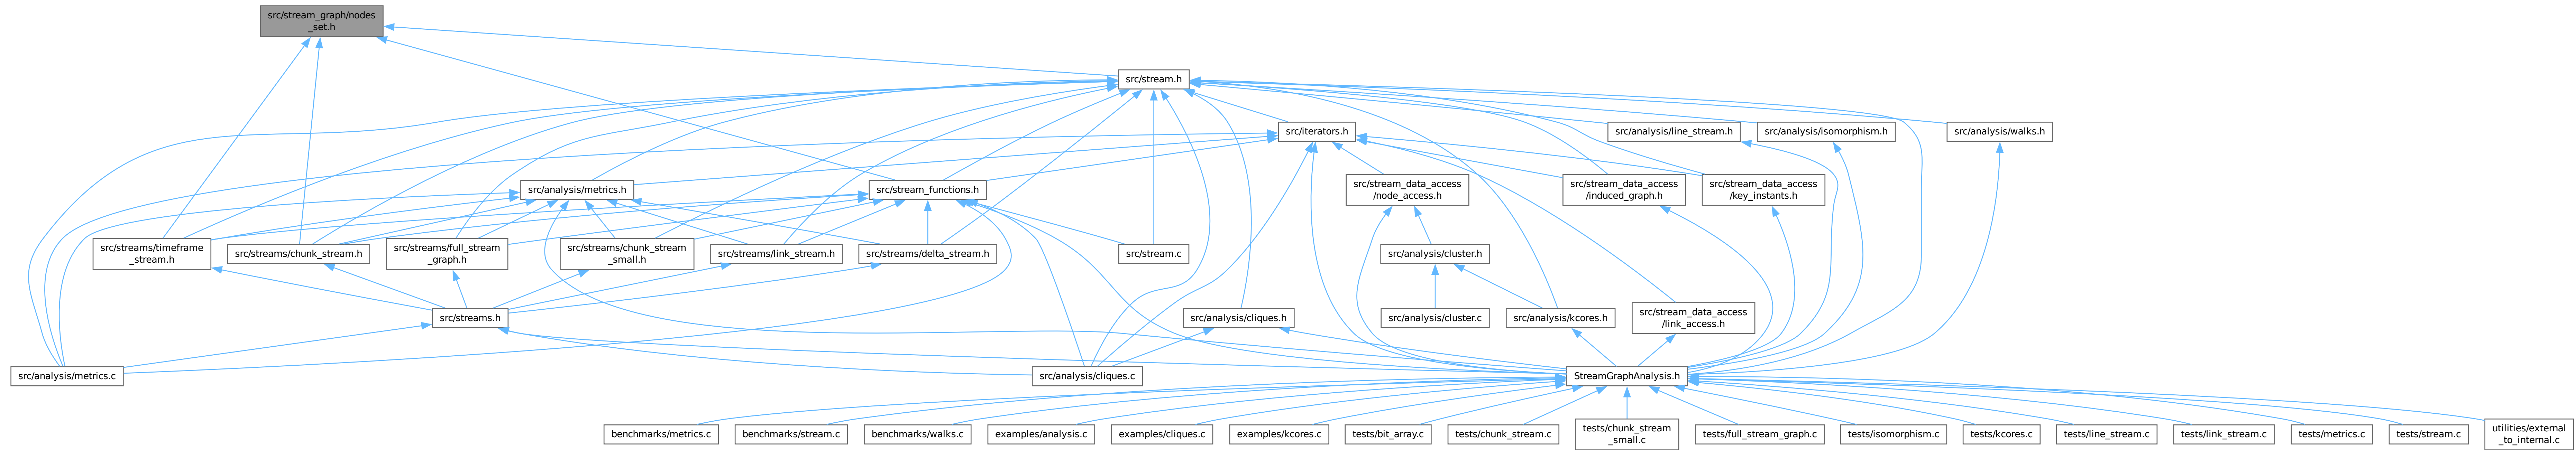 src/stream_graph/nodes
_set.h
src/stream.h
src/iterators.h
src/analysis/line_stream.h
src/analysis/isomorphism.h
src/analysis/walks.h
src/analysis/metrics.h
src/stream_functions.h
src/stream_data_access
/node_access.h
src/stream_data_access
/induced_graph.h
src/stream_data_access
/key_instants.h
src/streams/timeframe
_stream.h
src/streams/chunk_stream.h
src/streams/full_stream
_graph.h
src/streams/chunk_stream
_small.h
src/streams/link_stream.h
src/streams/delta_stream.h
src/stream.c
src/analysis/cluster.h
src/streams.h
src/analysis/cliques.h
src/analysis/cluster.c
src/analysis/kcores.h
src/stream_data_access
/link_access.h
src/analysis/metrics.c
src/analysis/cliques.c
StreamGraphAnalysis.h
benchmarks/metrics.c
benchmarks/stream.c
benchmarks/walks.c
examples/analysis.c
examples/cliques.c
examples/kcores.c
tests/bit_array.c
tests/chunk_stream.c
tests/chunk_stream
_small.c
tests/full_stream_graph.c
tests/isomorphism.c
tests/kcores.c
tests/line_stream.c
tests/link_stream.c
tests/metrics.c
tests/stream.c
utilities/external
_to_internal.c